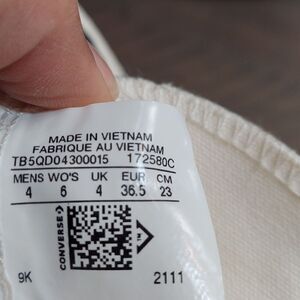 MADE IN VIETNAM
FABRIQUE AU VIETNAM
TB5QD04300015 172580C
MENS WO'S UK EUR CM
4 6 4 36.5 23
CONVERSE
9K 2111